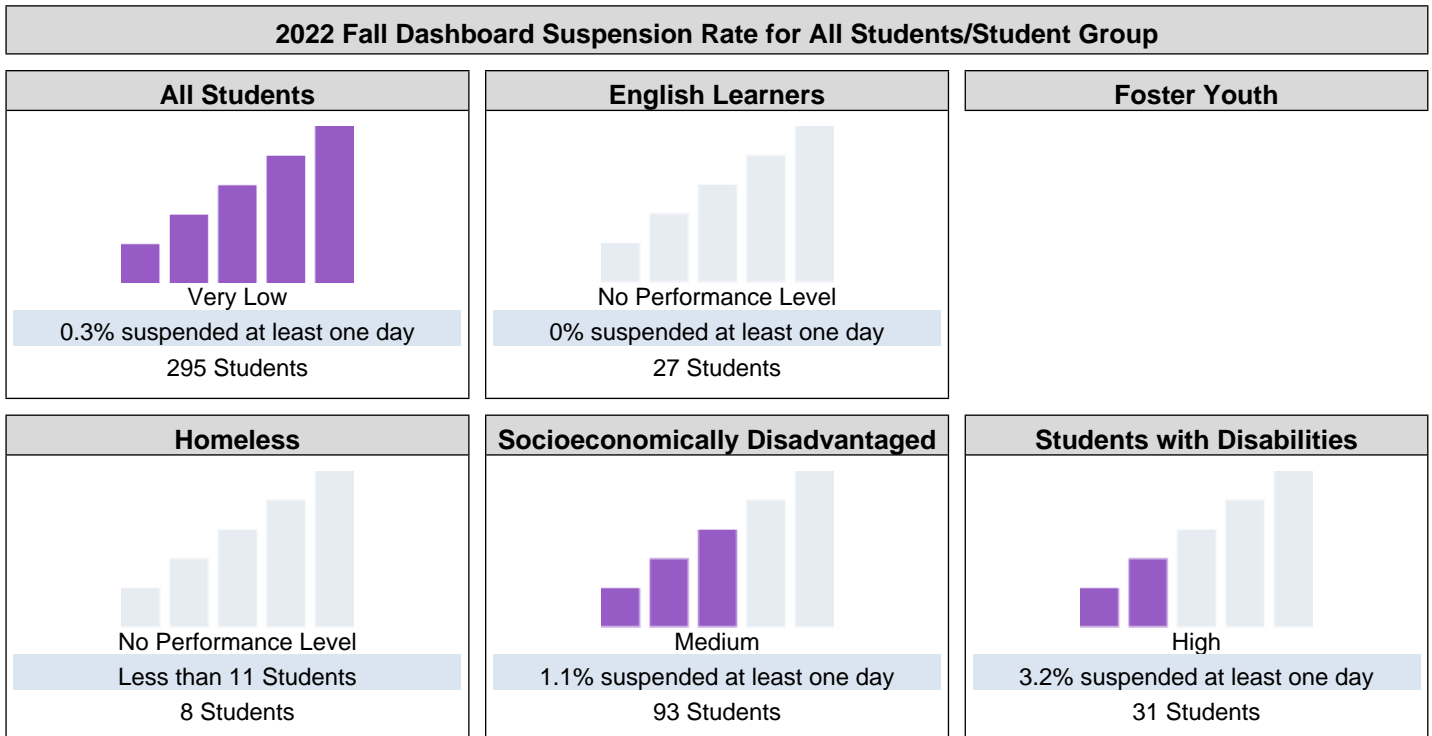 2022 Fall Dashboard Suspension Rate for All Students/Student Group
All Students
Very Low
0.3% suspended at least one day
295 Students
English Learners
No Performance Level
0% suspended at least one day
27 Students
Foster Youth
Homeless
No Performance Level
Less than 11 Students
8 Students
Socioeconomically Disadvantaged
Medium
1.1% suspended at least one day
93 Students
Students with Disabilities
High
3.2% suspended at least one day
31 Students